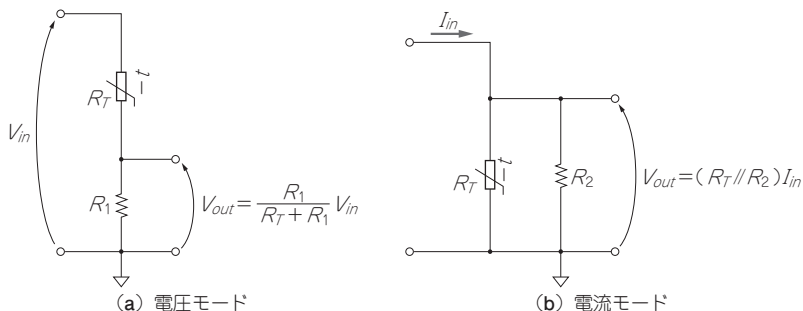 V_in
R_T
−t
R_1
V_out = R_1 / (R_T + R_1) V_in
(a) 電圧モード
I_in
R_T
−t
R_2
V_out=(R_T//R_2)I_in
(b) 電流モード